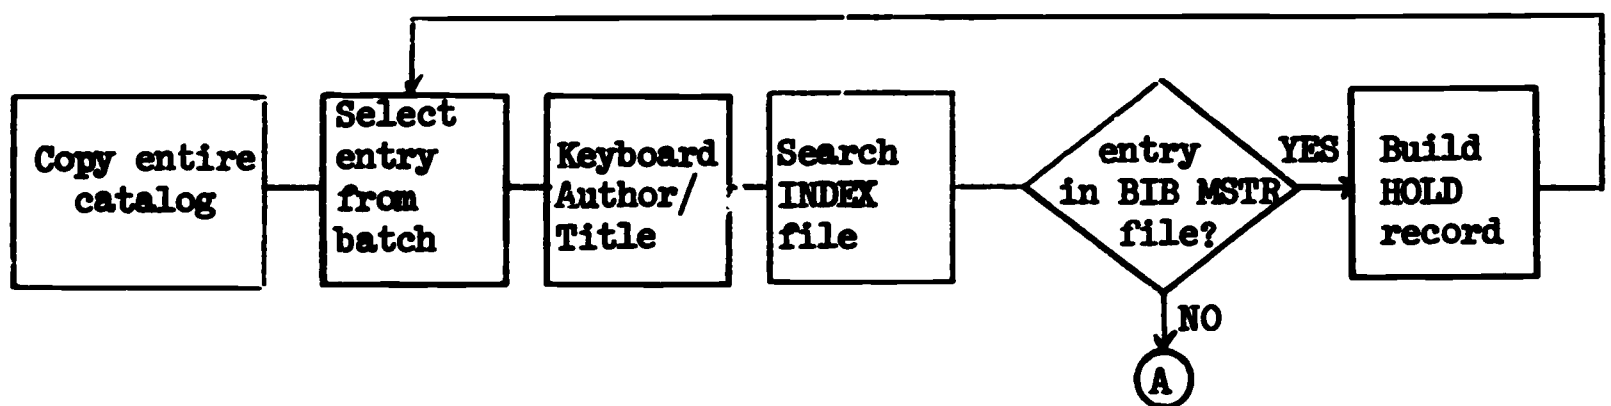 Copy entire
catalog
Select
entry
from
batch
Keyboard
Author/
Title
Search
INDEX
file
entry
in BIB MSTR
file?
YES
Build
HOLD
record
NO
A